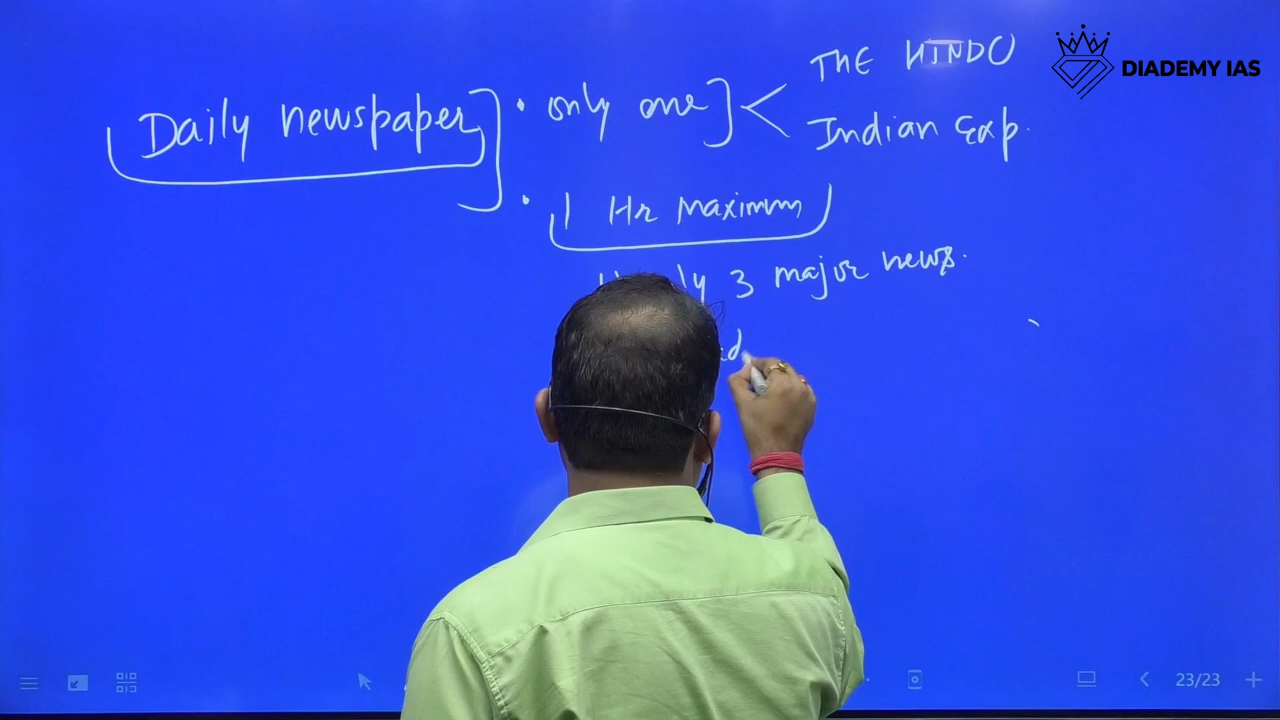 THE HINDU
DIADEMY IAS
Daily newspaper
only one
Indian Exp.
1 Hr Maximum
3 major news.
23/23